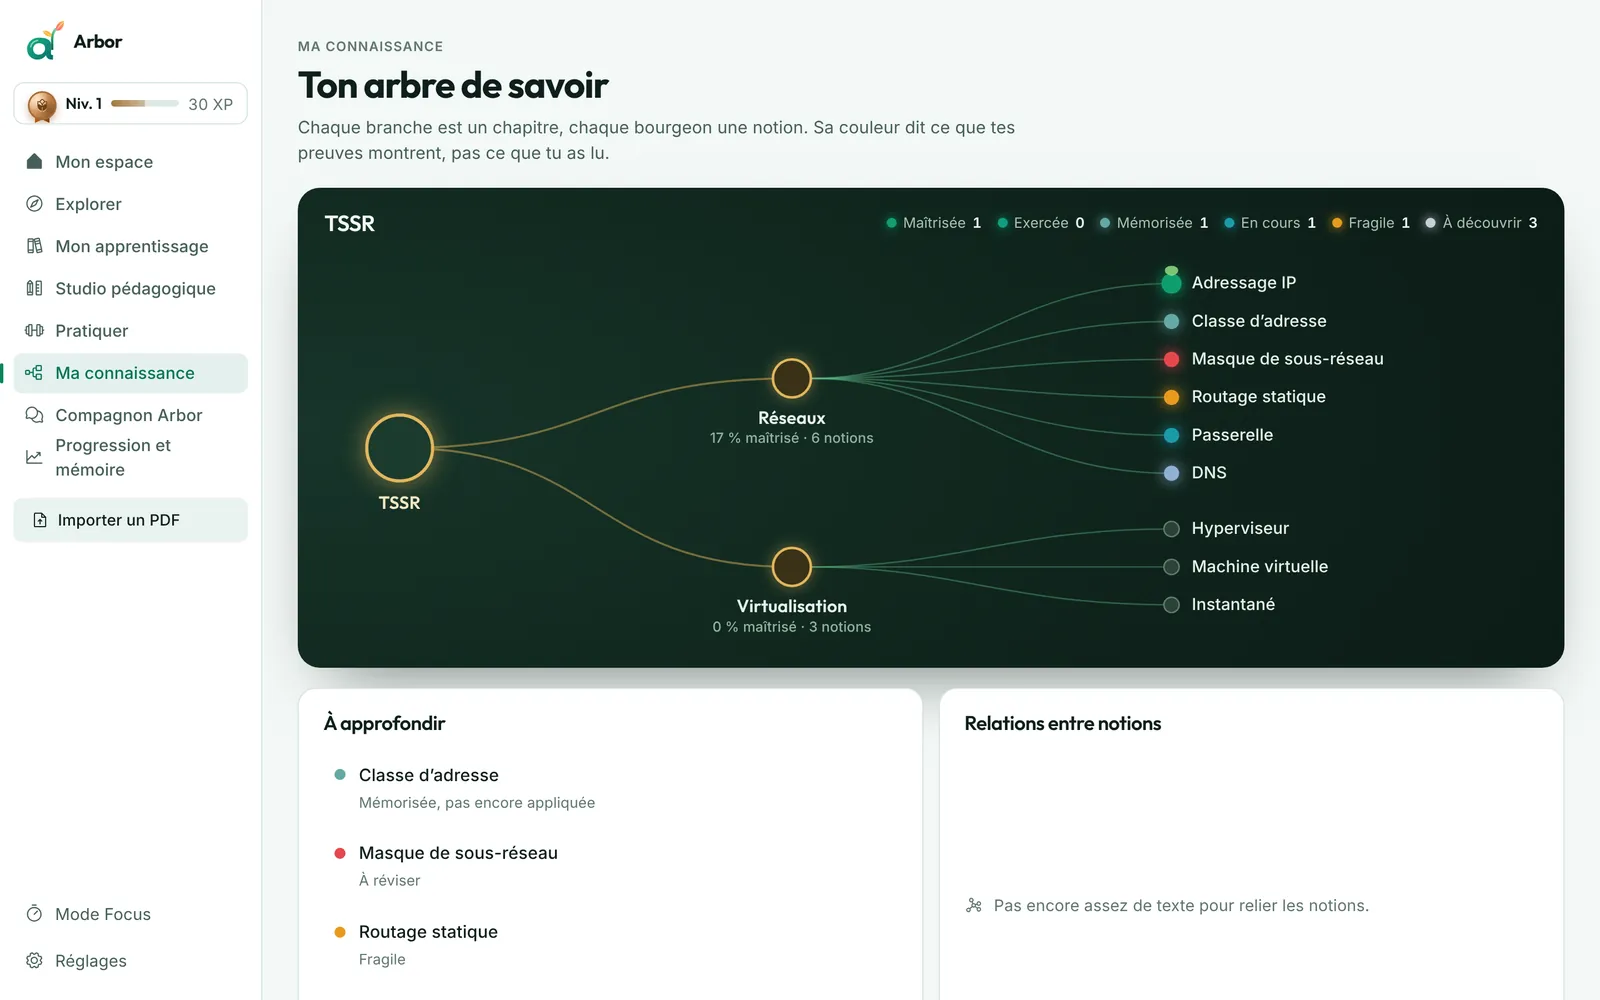 Arbor
Niv. 1 30 XP
Mon espace
Explorer
Mon apprentissage
Studio pédagogique
Pratiquer
Ma connaissance
Compagnon Arbor
Progression et
mémoire
Importer un PDF
Mode Focus
Réglages
MA CONNAISSANCE
Ton arbre de savoir
Chaque branche est un chapitre, chaque bourgeon une notion. Sa couleur dit ce que tes
preuves montrent, pas ce que tu as lu.
TSSR
Maîtrisée 1 Exercée 0 Mémorisée 1 En cours 1 Fragile 1 À découvrir 3
TSSR
Réseaux
17 % maîtrisé · 6 notions
Virtualisation
0 % maîtrisé · 3 notions
Adressage IP
Classe d’adresse
Masque de sous-réseau
Routage statique
Passerelle
DNS
Hyperviseur
Machine virtuelle
Instantané
À approfondir
Classe d’adresse
Mémorisée, pas encore appliquée
Masque de sous-réseau
À réviser
Routage statique
Fragile
Relations entre notions
Pas encore assez de texte pour relier les notions.